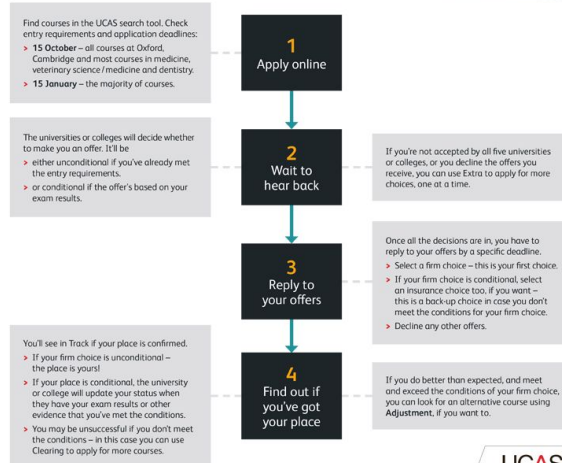 Find courses in the UCAS search tool. Check
entry requirements and application deadlines:
> 15 October – all courses at Oxford,
Cambridge and most courses in medicine,
veterinary science/medicine and dentistry.
> 15 January – the majority of courses.
1
Apply online
The universities or colleges will decide whether
to make you an offer. It'll be
> either unconditional if you've already met
the entry requirements.
> or conditional if the offer's based on your
exam results.
2
Wait to
hear back
If you're not accepted by all five universities
or colleges, or you decline the offers you
receive, you can use Extra to apply for more
choices, one at a time.
3
Reply to
your offers
Once all the decisions are in, you have to
reply to your offers by a specific deadline.
> Select a firm choice – this is your first choice.
> If your firm choice is conditional, select
an insurance choice too, if you want –
this is a back-up choice in case you don't
meet the conditions for your firm choice.
> Decline any other offers.
You'll see in Track if your place is confirmed.
> If your firm choice is unconditional –
the place is yours!
> If your place is conditional, the university
or college will update your status when
they have your exam results or other
evidence that you've met the conditions.
> You may be unsuccessful if you don't meet
the conditions – in this case you can use
Clearing to apply for more courses.
4
Find out if
you've got
your place
If you do better than expected, and meet
and exceed the conditions of your firm choice,
you can look for an alternative course using
Adjustment, if you want to.
UCAS